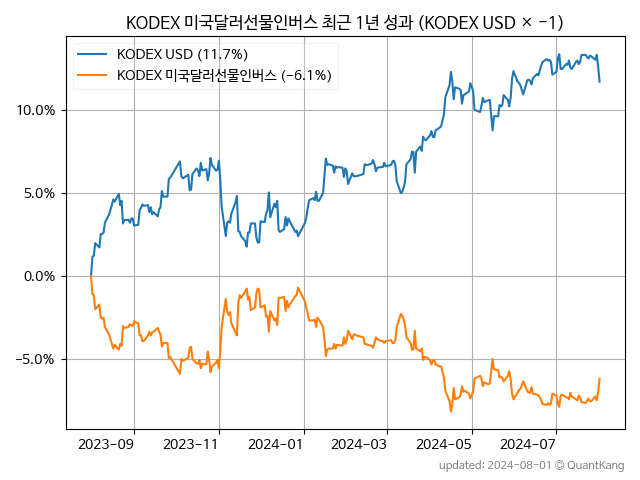 KODEX 미국달러선물인버스 최근 1년 성과 (KODEX USD × −1)
KODEX USD (11.7%)
KODEX 미국달러선물인버스 (−6.1%)
10.0%
5.0%
0.0%
−5.0%
2023-09 2023-11 2024-01 2024-03 2024-05 2024-07
updated: 2024-08-01 @ QuantKang